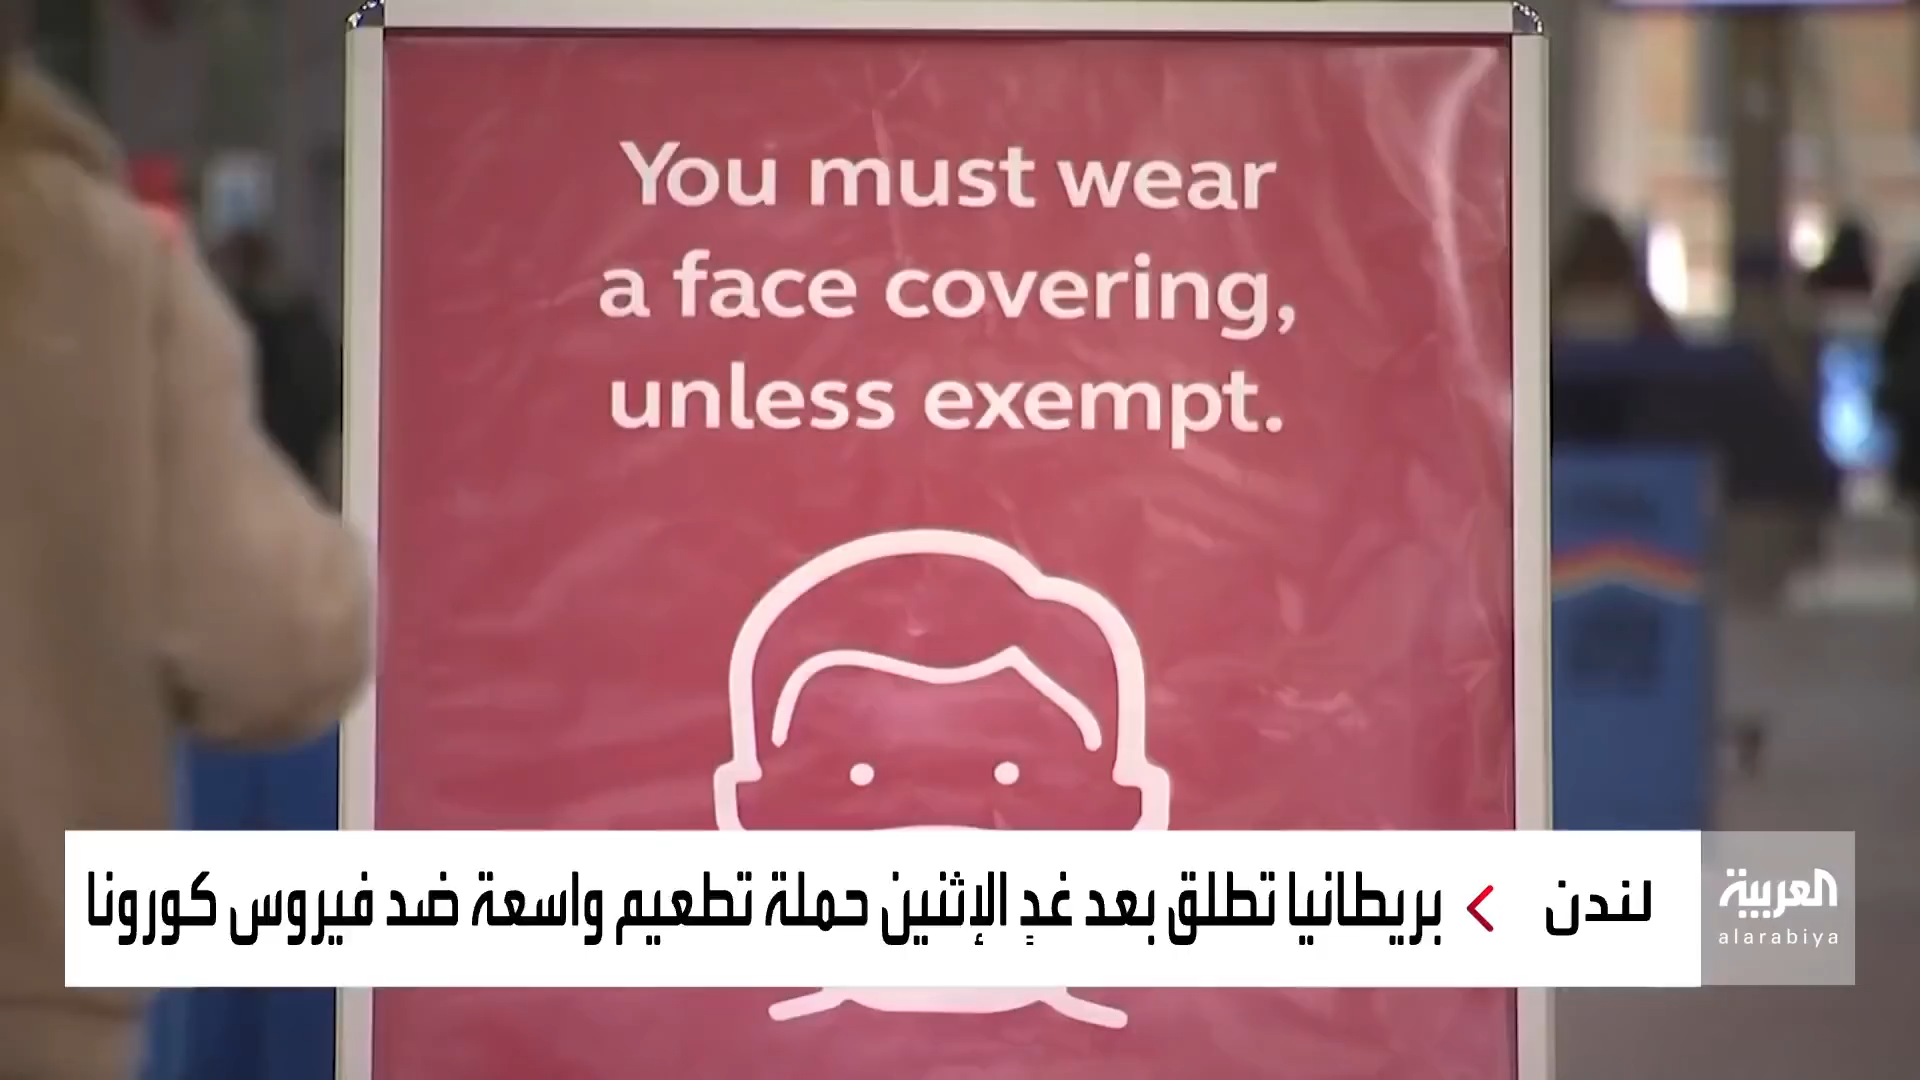 You must wear
a face covering,
unless exempt.
لندن > بريطانيا تطلق بعد غدٍ الإثنين حملة تطعيم واسعة ضد فيروس كورونا
العربية
alarabiya